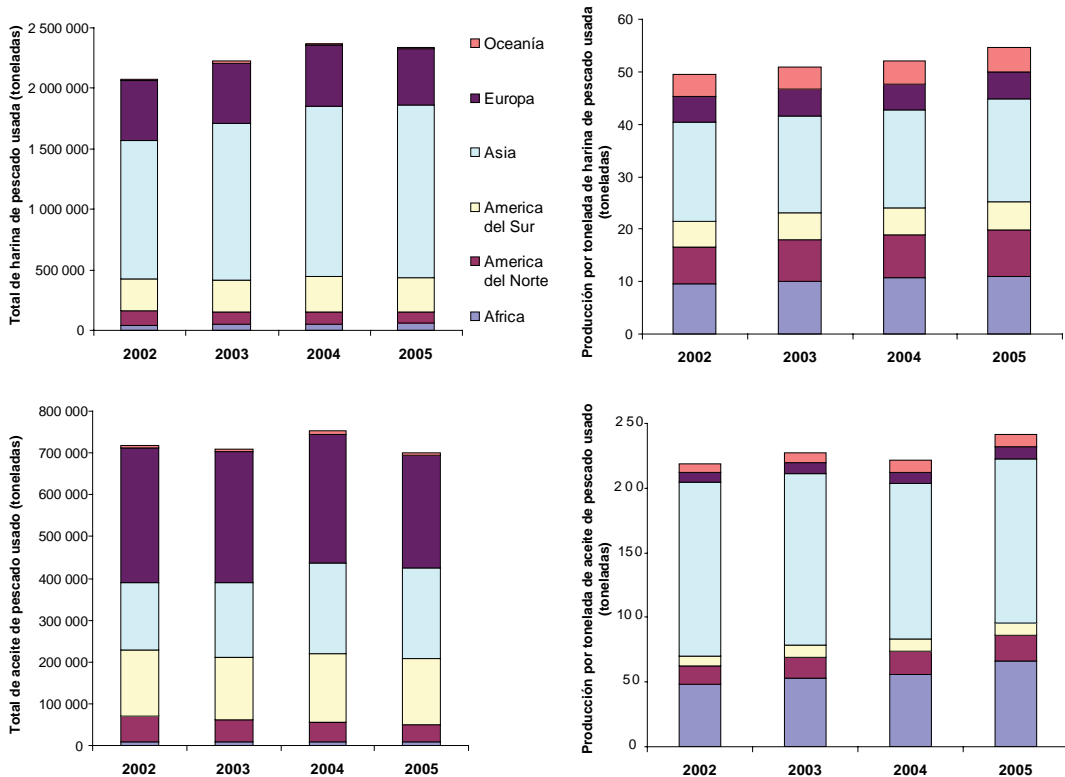 Total de harina de pescado usada (toneladas)
2 500 000
2 000 000
1 500 000
1 000 000
500 000
0
2002
2003
2004
2005
Oceanía
Europa
Asia
America
del Sur
America
del Norte
Africa
Producción por tonelada de harina de pescado usada
(toneladas)
60
50
40
30
20
10
0
2002
2003
2004
2005
Total de aceite de pescado usado (toneladas)
800 000
700 000
600 000
500 000
400 000
300 000
200 000
100 000
0
2002
2003
2004
2005
Producción por tonelada de aceite de pescado usado
(toneladas)
250
200
150
100
50
0
2002
2003
2004
2005